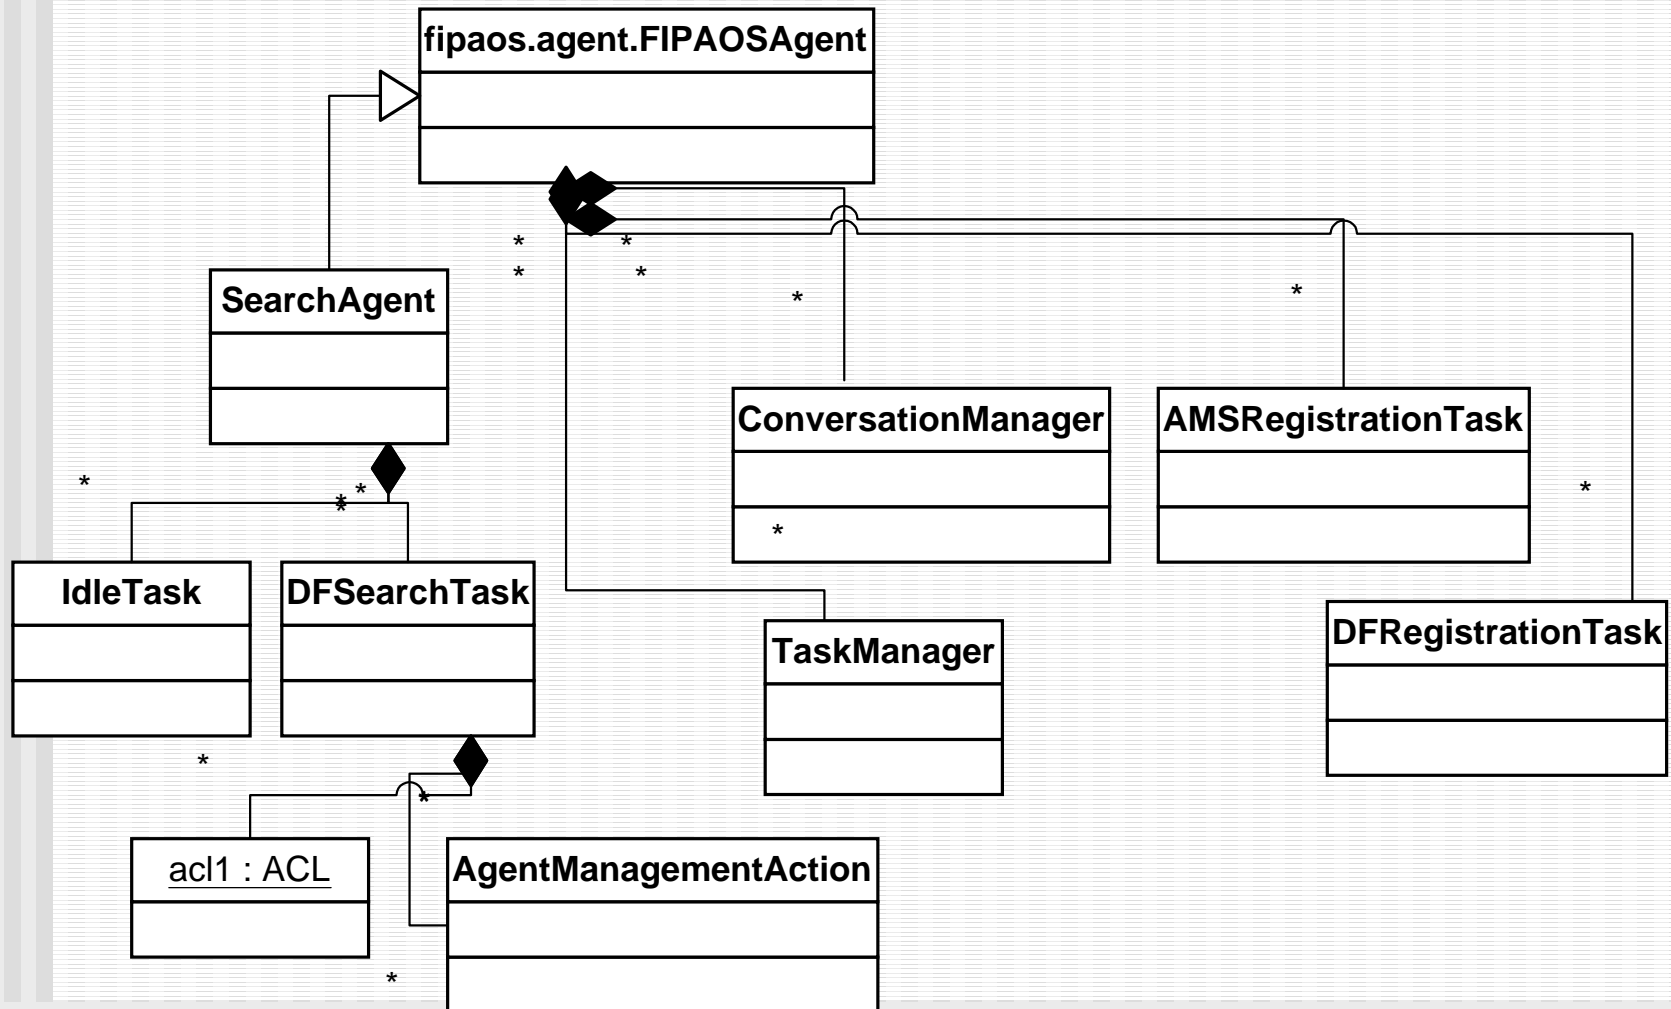 fipaos.agent.FIPAOSAgent
* *
* *
* *
SearchAgent
ConversationManager
AMSRegistrationTask
*
*
*
*
*
*
IdleTask
DFSearchTask
DFRegistrationTask
TaskManager
*
*
acl1 : ACL
AgentManagementAction
*